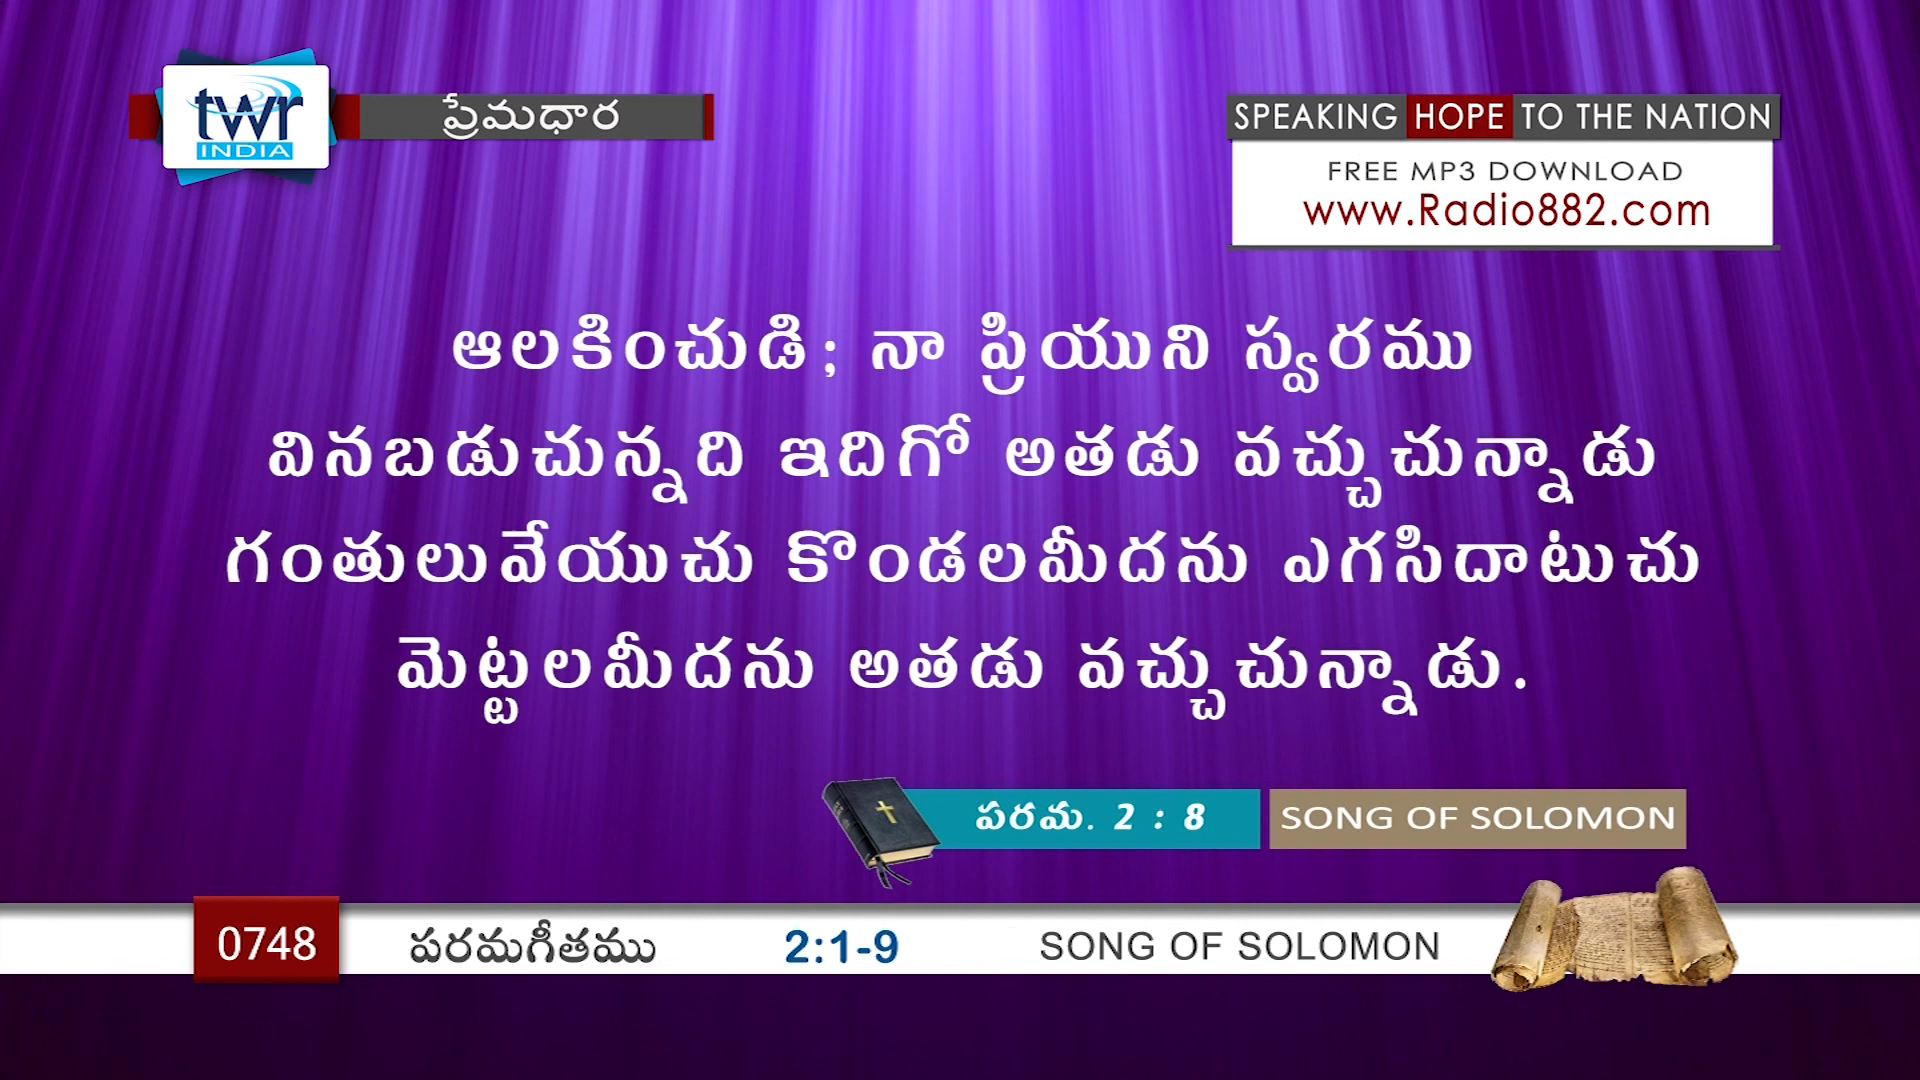 twr
INDIA
ప్రేమధార
SPEAKING HOPE TO THE NATION
FREE MP3 DOWNLOAD
www.Radio882.com
ఆలకించుడి; నా ప్రియుని స్వరము
వినబడుచున్నది ఇదిగో అతడు వచ్చుచున్నాడు
గంతులువేయుచు కొండలమీదను ఎగసిదాటుచు
మెట్టలమీదను అతడు వచ్చుచున్నాడు.
పరమ. 2 : 8
SONG OF SOLOMON
0748 పరమగీతము 2:1-9 SONG OF SOLOMON